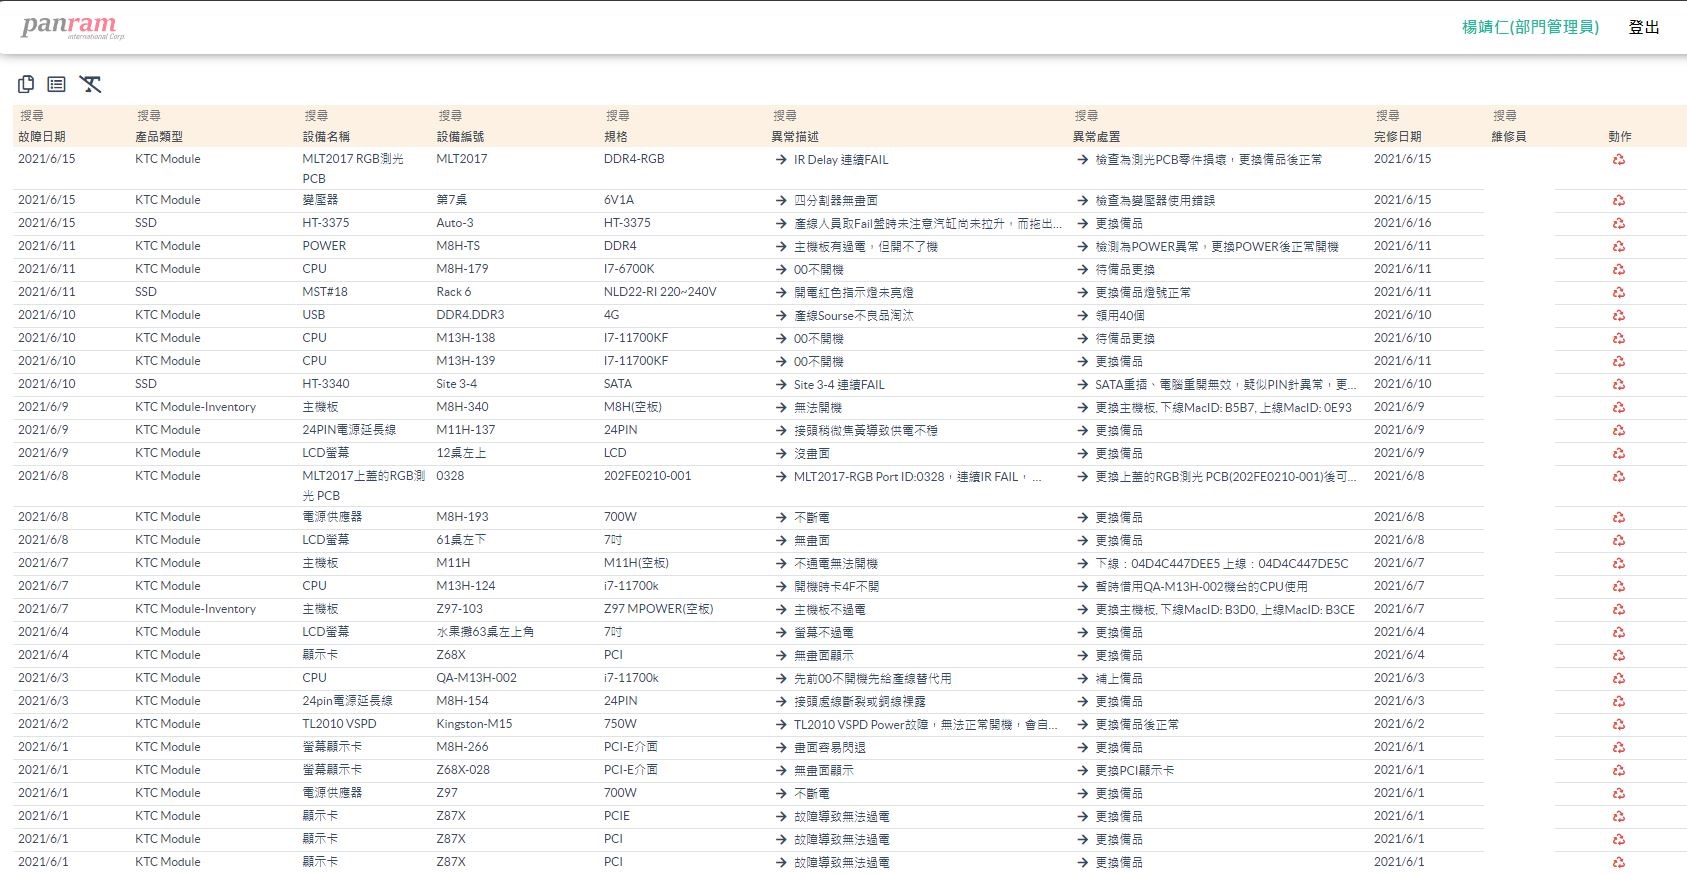 panram
International Corp.
楊靖仁(部門管理員) 登出
搜尋 搜尋 搜尋 搜尋 搜尋 搜尋 搜尋 搜尋 搜尋
故障日期 產品類型 設備名稱 設備編號 規格 異常描述 異常處置 完修日期 維修員 動作
2021/6/15 KTC Module MLT2017 RGB測光 MLT2017 DDR4-RGB → IR Delay 連續FAIL → 檢查為測光PCB零件損壞，更換備品後正常 2021/6/15
PCB
2021/6/15 KTC Module 變壓器 第7桌 6V1A → 四分割器無畫面 → 檢查為變壓器使用錯誤 2021/6/15
2021/6/15 SSD HT-3375 Auto-3 HT-3375 → 產線人員取Fail盤時未注意汽缸尚未拉升，而拖出... → 更換備品 2021/6/16
2021/6/11 KTC Module POWER M8H-TS DDR4 → 主機板有過電，但開不了機 → 檢測為POWER異常，更換POWER後正常開機 2021/6/11
2021/6/11 KTC Module CPU M8H-179 I7-6700K → 00不開機 → 待備品更換 2021/6/11
2021/6/11 SSD MST#18 Rack 6 NLD22-RI 220~240V → 開電紅色指示燈未亮燈 → 更換備品燈號正常 2021/6/11
2021/6/10 KTC Module USB DDR4.DDR3 4G → 產線Sourse不良品淘汰 → 領用40個 2021/6/10
2021/6/10 KTC Module CPU M13H-138 I7-11700KF → 00不開機 → 待備品更換 2021/6/10
2021/6/10 KTC Module CPU M13H-139 I7-11700KF → 00不開機 → 更換備品 2021/6/11
2021/6/10 SSD HT-3340 Site 3-4 SATA → Site 3-4 連續FAIL → SATA重插、電腦重開無效，疑似PIN針異常，更... 2021/6/10
2021/6/9 KTC Module-Inventory 主機板 M8H-340 M8H(空板) → 無法開機 → 更換主機板, 下線MacID: B5B7, 上線MacID: 0E93 2021/6/9
2021/6/9 KTC Module 24PIN電源延長線 M11H-137 24PIN → 接頭稍微焦黃導致供電不穩 → 更換備品 2021/6/9
2021/6/9 KTC Module LCD螢幕 12桌左上 LCD → 沒畫面 → 更換備品 2021/6/9
2021/6/8 KTC Module MLT2017上蓋的RGB測 0328 202FE0210-001 → MLT2017-RGB Port ID:0328，連續IR FAIL， ... → 更換上蓋的RGB測光 PCB(202FE0210-001)後可... 2021/6/8
光 PCB
2021/6/8 KTC Module 電源供應器 M8H-193 700W → 不斷電 → 更換備品 2021/6/8
2021/6/8 KTC Module LCD螢幕 61桌左下 7吋 → 無畫面 → 更換備品 2021/6/8
2021/6/7 KTC Module 主機板 M11H M11H(空板) → 不通電無法開機 → 下線：04D4C447DEE5 上線：04D4C447DE5C 2021/6/7
2021/6/7 KTC Module CPU M13H-124 i7-11700k → 開機時卡4F不開 → 暫時借用QA-M13H-002機台的CPU使用 2021/6/7
2021/6/7 KTC Module-Inventory 主機板 Z97-103 Z97 MPOWER(空板) → 主機板不過電 → 更換主機板, 下線MacID: B3D0, 上線MacID: B3CE 2021/6/7
2021/6/4 KTC Module LCD螢幕 水果攤63桌左上角 7吋 → 螢幕不過電 → 更換備品 2021/6/4
2021/6/4 KTC Module 顯示卡 Z68X PCI → 無畫面顯示 → 更換備品 2021/6/4
2021/6/3 KTC Module CPU QA-M13H-002 i7-11700k → 先前00不開機先給產線替代用 → 補上備品 2021/6/3
2021/6/3 KTC Module 24pin電源延長線 M8H-154 24PIN → 接頭處線斷裂或銅線裸露 → 更換備品 2021/6/3
2021/6/2 KTC Module TL2010 VSPD Kingston-M15 750W → TL2010 VSPD Power故障，無法正常開機，會自... → 更換備品後正常 2021/6/2
2021/6/1 KTC Module 螢幕顯示卡 M8H-266 PCI-E介面 → 畫面容易閃退 → 更換備品 2021/6/1
2021/6/1 KTC Module 螢幕顯示卡 Z68X-028 PCI-E介面 → 無畫面顯示 → 更換PCI顯示卡 2021/6/1
2021/6/1 KTC Module 電源供應器 Z97 700W → 不斷電 → 更換備品 2021/6/1
2021/6/1 KTC Module 顯示卡 Z87X PCIE → 故障導致無法過電 → 更換備品 2021/6/1
2021/6/1 KTC Module 顯示卡 Z87X PCI → 故障導致無法過電 → 更換備品 2021/6/1
2021/6/1 KTC Module 顯示卡 Z87X PCI → 故障導致無法過電 → 更換備品 2021/6/1